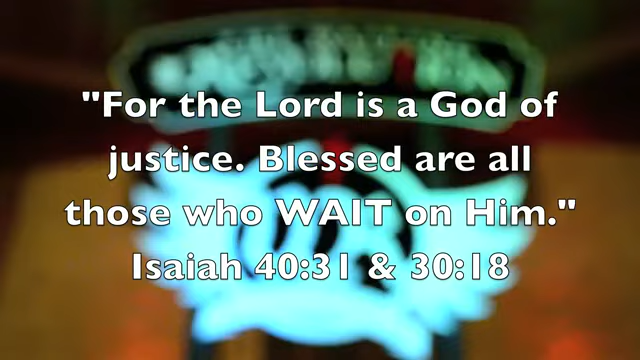 "For the Lord is a God of
justice. Blessed are all
those who WAIT on Him."
Isaiah 40:31 & 30:18